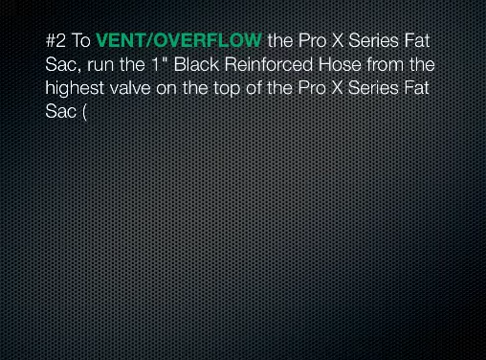 #2 To VENT/OVERFLOW the Pro X Series Fat
Sac, run the 1" Black Reinforced Hose from the
highest valve on the top of the Pro X Series Fat
Sac (